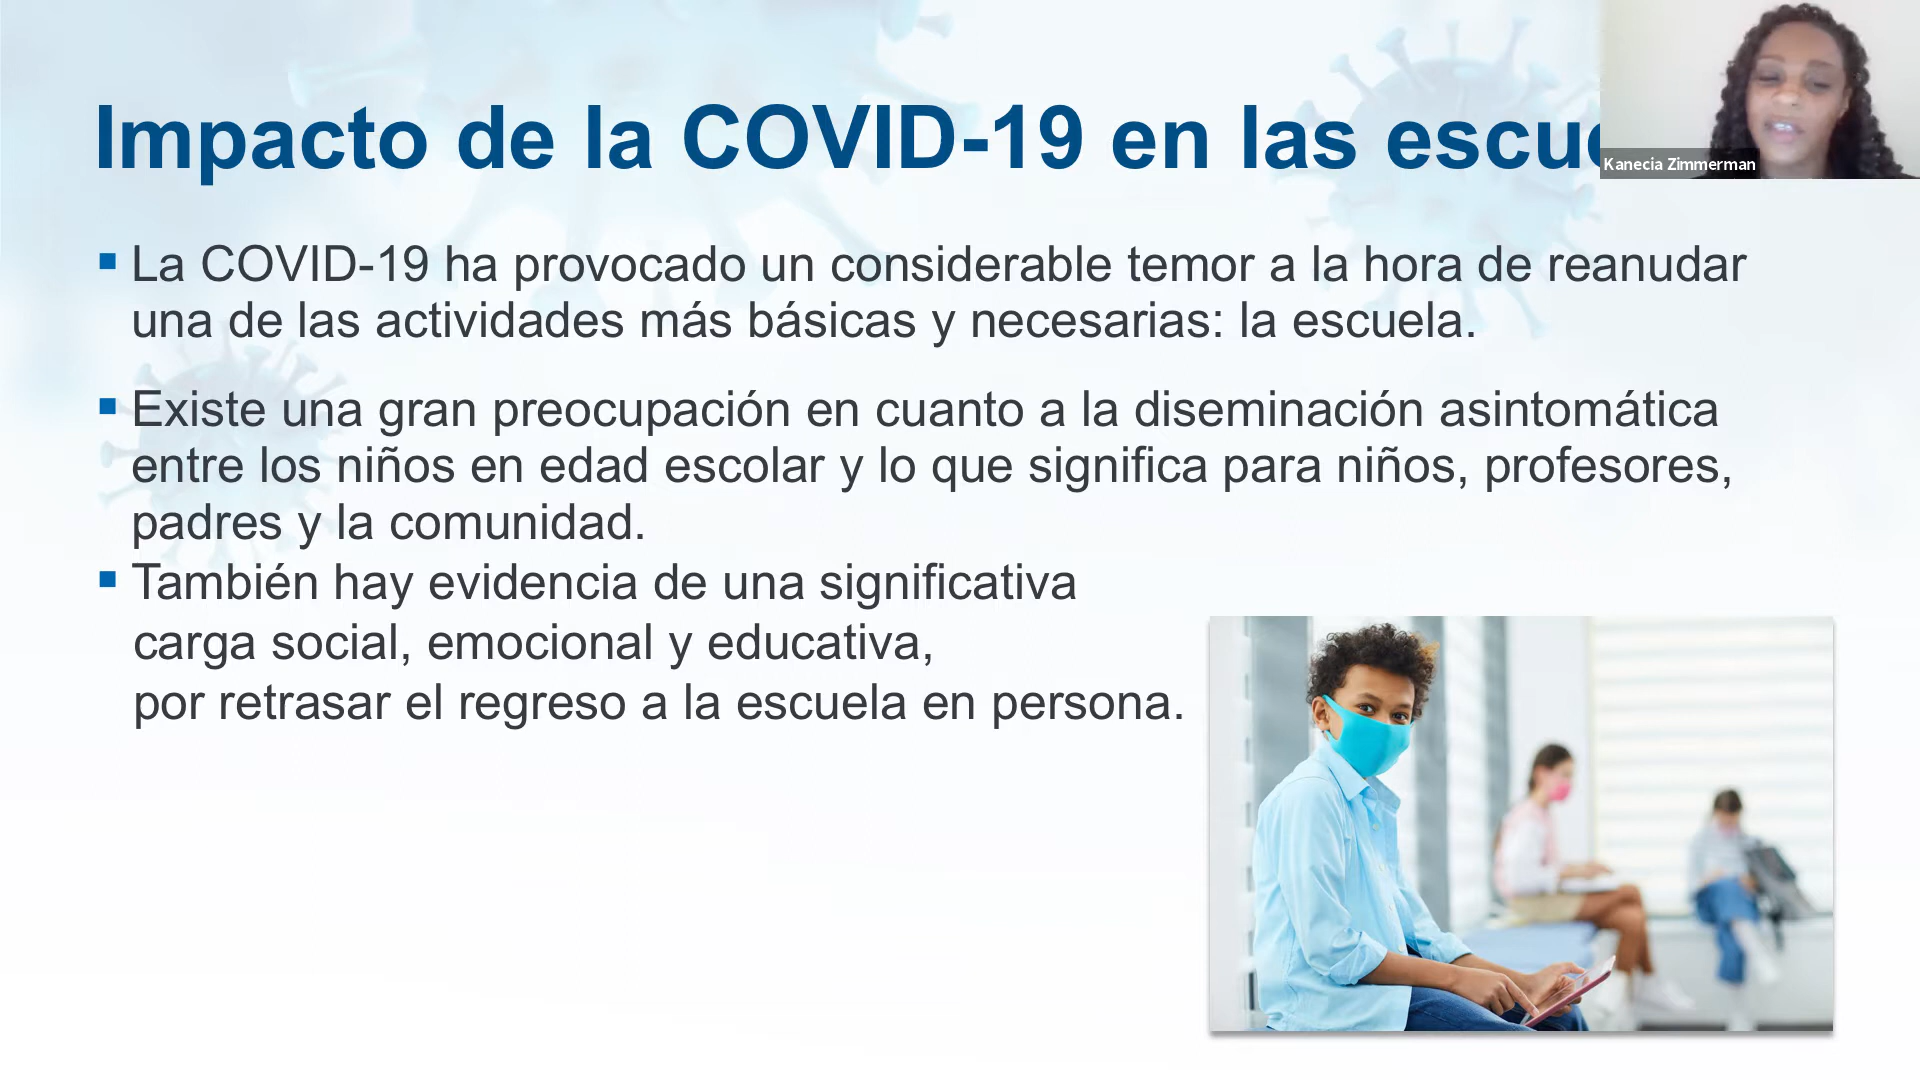 Impacto de la COVID-19 en las escue
Kanecia Zimmerman
La COVID-19 ha provocado un considerable temor a la hora de reanudar
una de las actividades más básicas y necesarias: la escuela.
Existe una gran preocupación en cuanto a la diseminación asintomática
entre los niños en edad escolar y lo que significa para niños, profesores,
padres y la comunidad.
También hay evidencia de una significativa
carga social, emocional y educativa,
por retrasar el regreso a la escuela en persona.